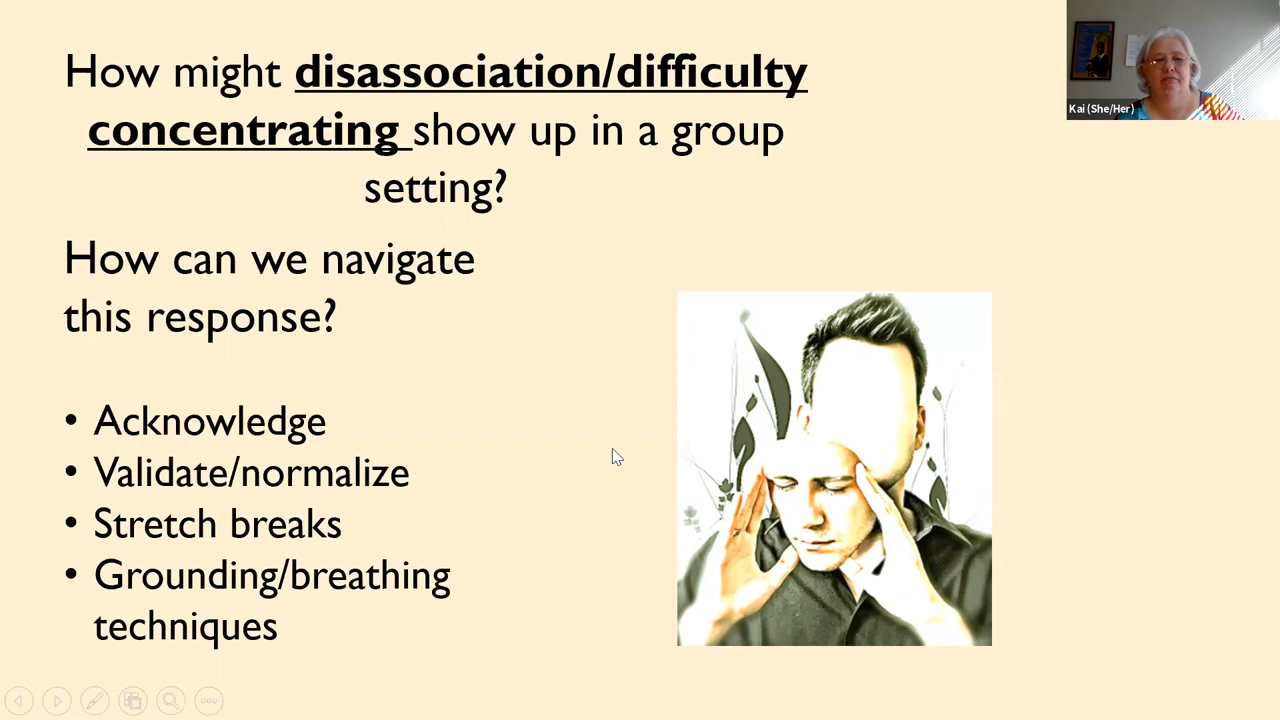 How might disassociation/difficulty
concentrating show up in a group
setting?
How can we navigate
this response?
• Acknowledge
• Validate/normalize
• Stretch breaks
• Grounding/breathing
techniques
Kai (She/Her)